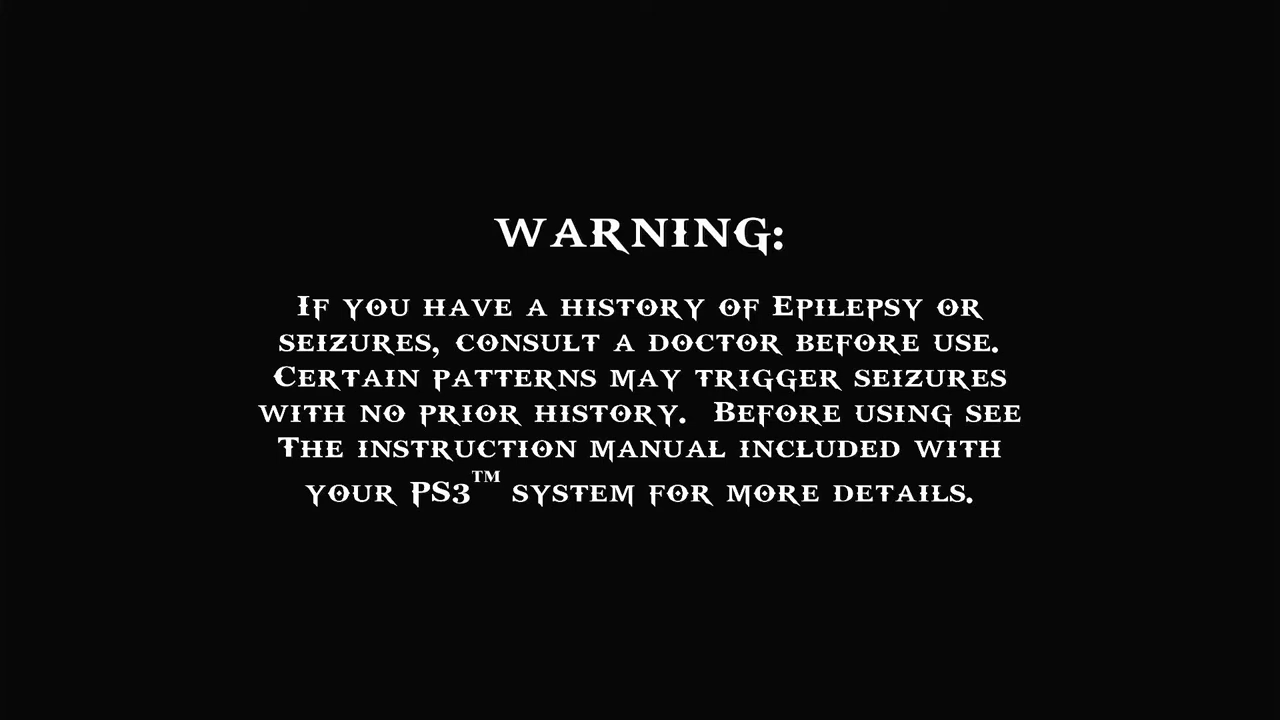 WARNING:
If you have a history of Epilepsy or
seizures, consult a doctor before use.
Certain patterns may trigger seizures
with no prior history.  Before using see
The instruction manual included with
your PS3™ system for more details.